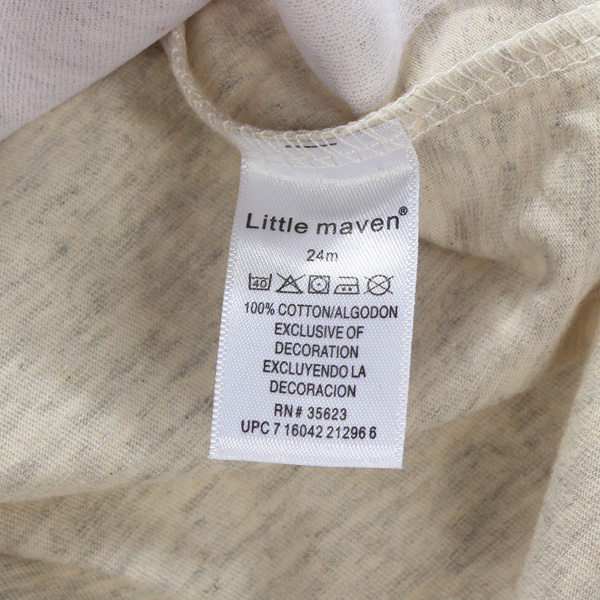 Little maven®
24m
40
100% COTTON/ALGODON
EXCLUSIVE OF
DECORATION
EXCLUYENDO LA
DECORACION
RN# 35623
UPC 7 16042 21296 6